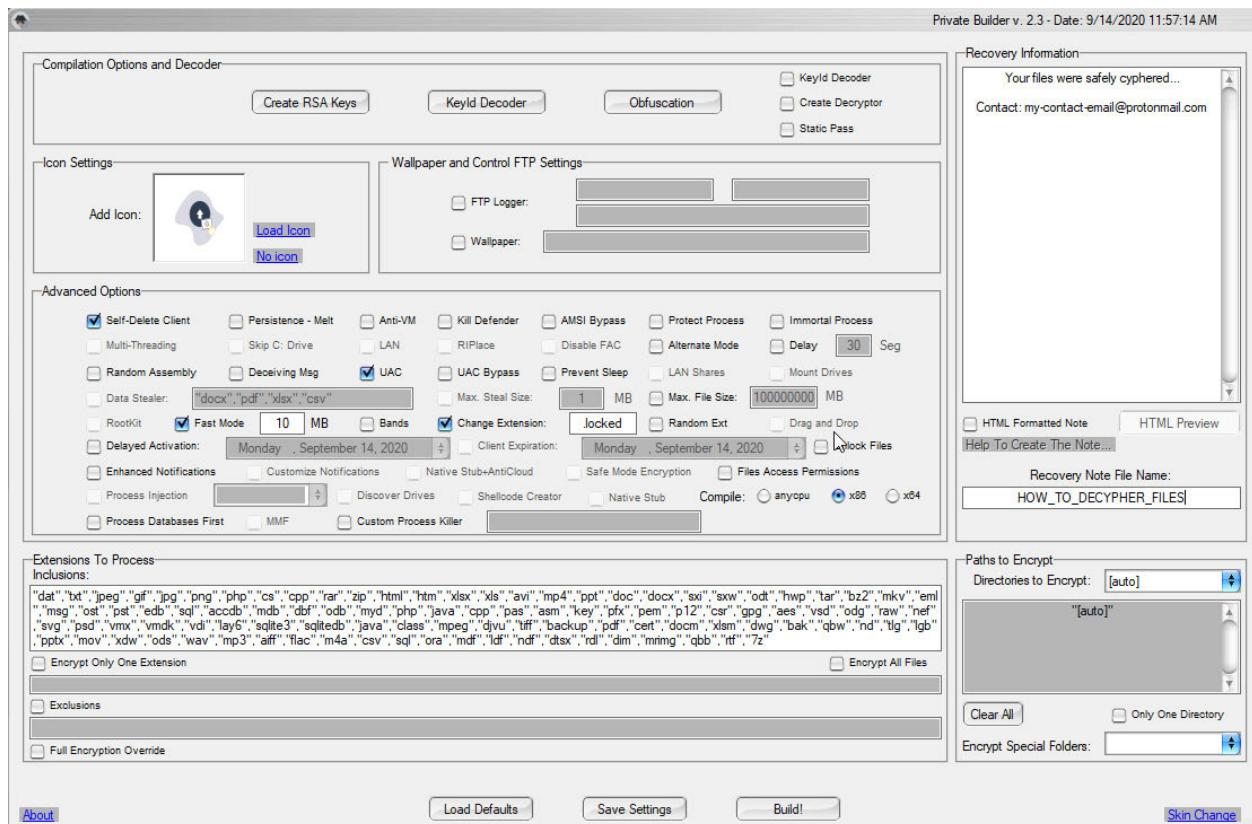 Private Builder v. 2.3 - Date: 9/14/2020 11:57:14 AM
Compilation Options and Decoder
Create RSA Keys
KeyId Decoder
Obfuscation
KeyId Decoder
Create Decryptor
Static Pass
Icon Settings
Add Icon:
Load Icon
No icon
Wallpaper and Control FTP Settings
FTP Logger:
Wallpaper:
Advanced Options
Self-Delete Client Persistence - Melt Anti-VM Kill Defender AMSI Bypass Protect Process Immortal Process
Multi-Threading Skip C: Drive LAN RIPlace Disable FAC Alternate Mode Delay 30 Seg
Random Assembly Deceiving Msg UAC UAC Bypass Prevent Sleep LAN Shares Mount Drives
Data Stealer: "docx","pdf","xlsx","csv" Max. Steal Size: 1 MB Max. File Size: 100000000 MB
RootKit Fast Mode 10 MB Bands Change Extension: .locked Random Ext Drag and Drop
Delayed Activation: Monday , September 14, 2020 Client Expiration: Monday , September 14, 2020 Files
Enhanced Notifications Customize Notifications Native Stub+AntiCloud Safe Mode Encryption Files Access Permissions
Process Injection Discover Drives Shellcode Creator Native Stub Compile: anycpu x86 x64
Process Databases First MMF Custom Process Killer
Extensions To Process
Inclusions:
"dat","txt","jpeg","gif","jpg","png","php","cs","cpp","rar","zip","html","htm","xlsx","xls","avi","mp4","ppt","doc","docx","sxi","sxw","odt","hwp","tar","bz2","mkv","eml
","msg","ost","pst","edb","sql","accdb","mdb","dbf","odb","myd","php","java","cpp","pas","asm","key","pfx","pem","p12","csr","gpg","aes","vsd","odg","raw","nef"
,"svg","psd","vmx","vmdk","vdi","lay6","sqlite3","sqlitedb","java","class","mpeg","djvu","tiff","backup","pdf","cert","docm","xlsm","dwg","bak","qbw","nd","tlg","lgb"
,"pptx","mov","xdw","ods","wav","mp3","aiff","flac","m4a","csv","sql","ora","mdf","ldf","ndf","dtsx","rdl","dim","mrimg","qbb","rtf","7z"
Encrypt Only One Extension
Encrypt All Files
Exclusions
Full Encryption Override
Recovery Information
Your files were safely cyphered...
Contact: my-contact-email@protonmail.com
HTML Formatted Note
HTML Preview
Help To Create The Note...
Recovery Note File Name:
HOW_TO_DECYPHER_FILES
Paths to Encrypt
Directories to Encrypt: [auto]
"[auto]"
Clear All
Only One Directory
Encrypt Special Folders:
About
Load Defaults
Save Settings
Build!
Skin Change